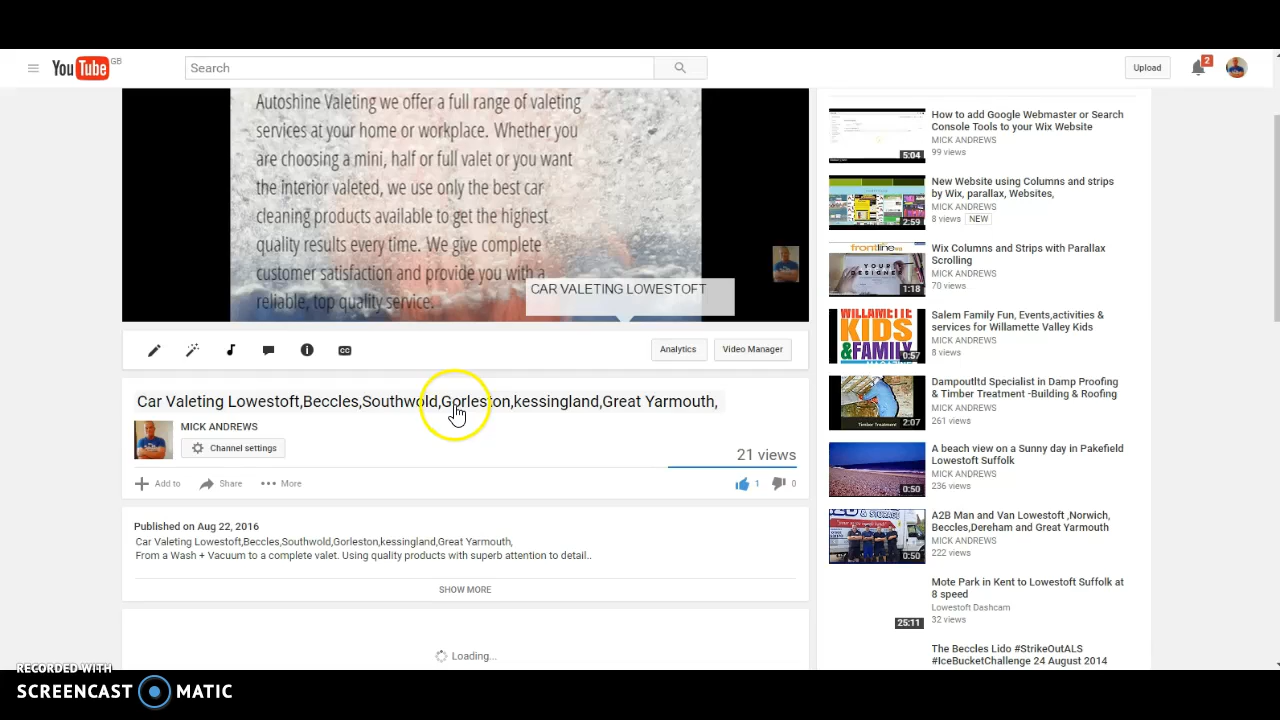 YouTube GB
Search
Upload
2
Autoshine Valeting we offer a full range of valeting
services at your home or workplace. Whether you
are choosing a mini, half or full valet or you want
the interior valeted, we use only the best car
cleaning products available to get the highest
quality results every time. We give complete
customer satisfaction and provide you with a
reliable, top quality service.
CAR VALETING LOWESTOFT
Analytics
Video Manager
Car Valeting Lowestoft,Beccles,Southwold,Gorleston,kessingland,Great Yarmouth,
MICK ANDREWS
Channel settings
21 views
Add to
Share
More
1
0
Published on Aug 22, 2016
Car Valeting Lowestoft,Beccles,Southwold,Gorleston,kessingland,Great Yarmouth,
From a Wash + Vacuum to a complete valet. Using quality products with superb attention to detail..
SHOW MORE
Loading...
How to add Google Webmaster or Search
Console Tools to your Wix Website
MICK ANDREWS
99 views
5:04
New Website using Columns and strips
by Wix, parallax, Websites,
MICK ANDREWS
8 views NEW
2:59
Wix Columns and Strips with Parallax
Scrolling
MICK ANDREWS
70 views
frontline
YOUR
DESIGNER
1:18
Salem Family Fun, Events,activities &
services for Willamette Valley Kids
MICK ANDREWS
8 views
WILLAMETTE
KIDS
&FAMILY
0:57
Dampoutltd Specialist in Damp Proofing
& Timber Treatment -Building & Roofing
MICK ANDREWS
261 views
Timber Treatment
2:07
A beach view on a Sunny day in Pakefield
Lowestoft Suffolk
MICK ANDREWS
236 views
0:50
A2B Man and Van Lowestoft ,Norwich,
Beccles,Dereham and Great Yarmouth
MICK ANDREWS
222 views
& STORAGE
0:50
Mote Park in Kent to Lowestoft Suffolk at
8 speed
Lowestoft Dashcam
32 views
25:11
The Beccles Lido #StrikeOutALS
#IceBucketChallenge 24 August 2014
RECORDED WITH
SCREENCAST MATIC